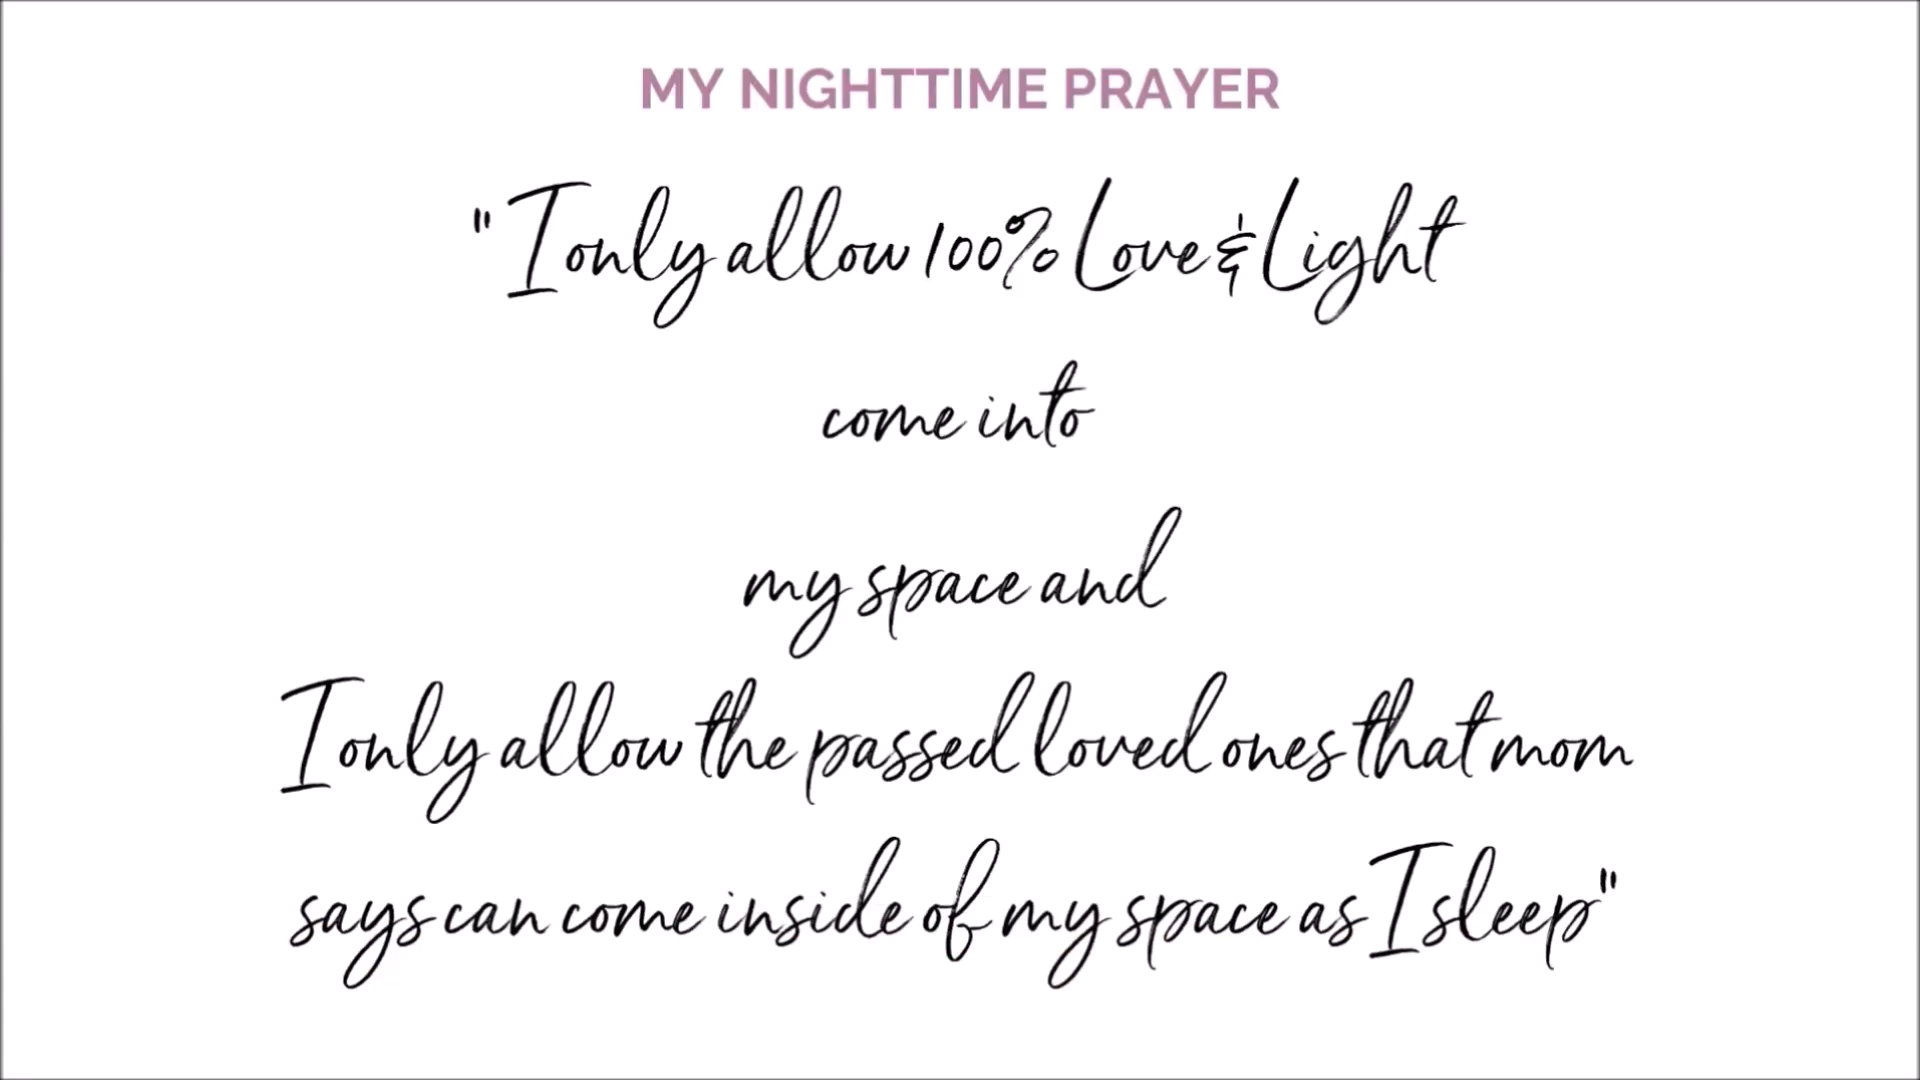 MY NIGHTTIME PRAYER
"I only allow 100% Love & Light
come into
my space and
I only allow the passed loved ones that mom
says can come inside of my space as I sleep"